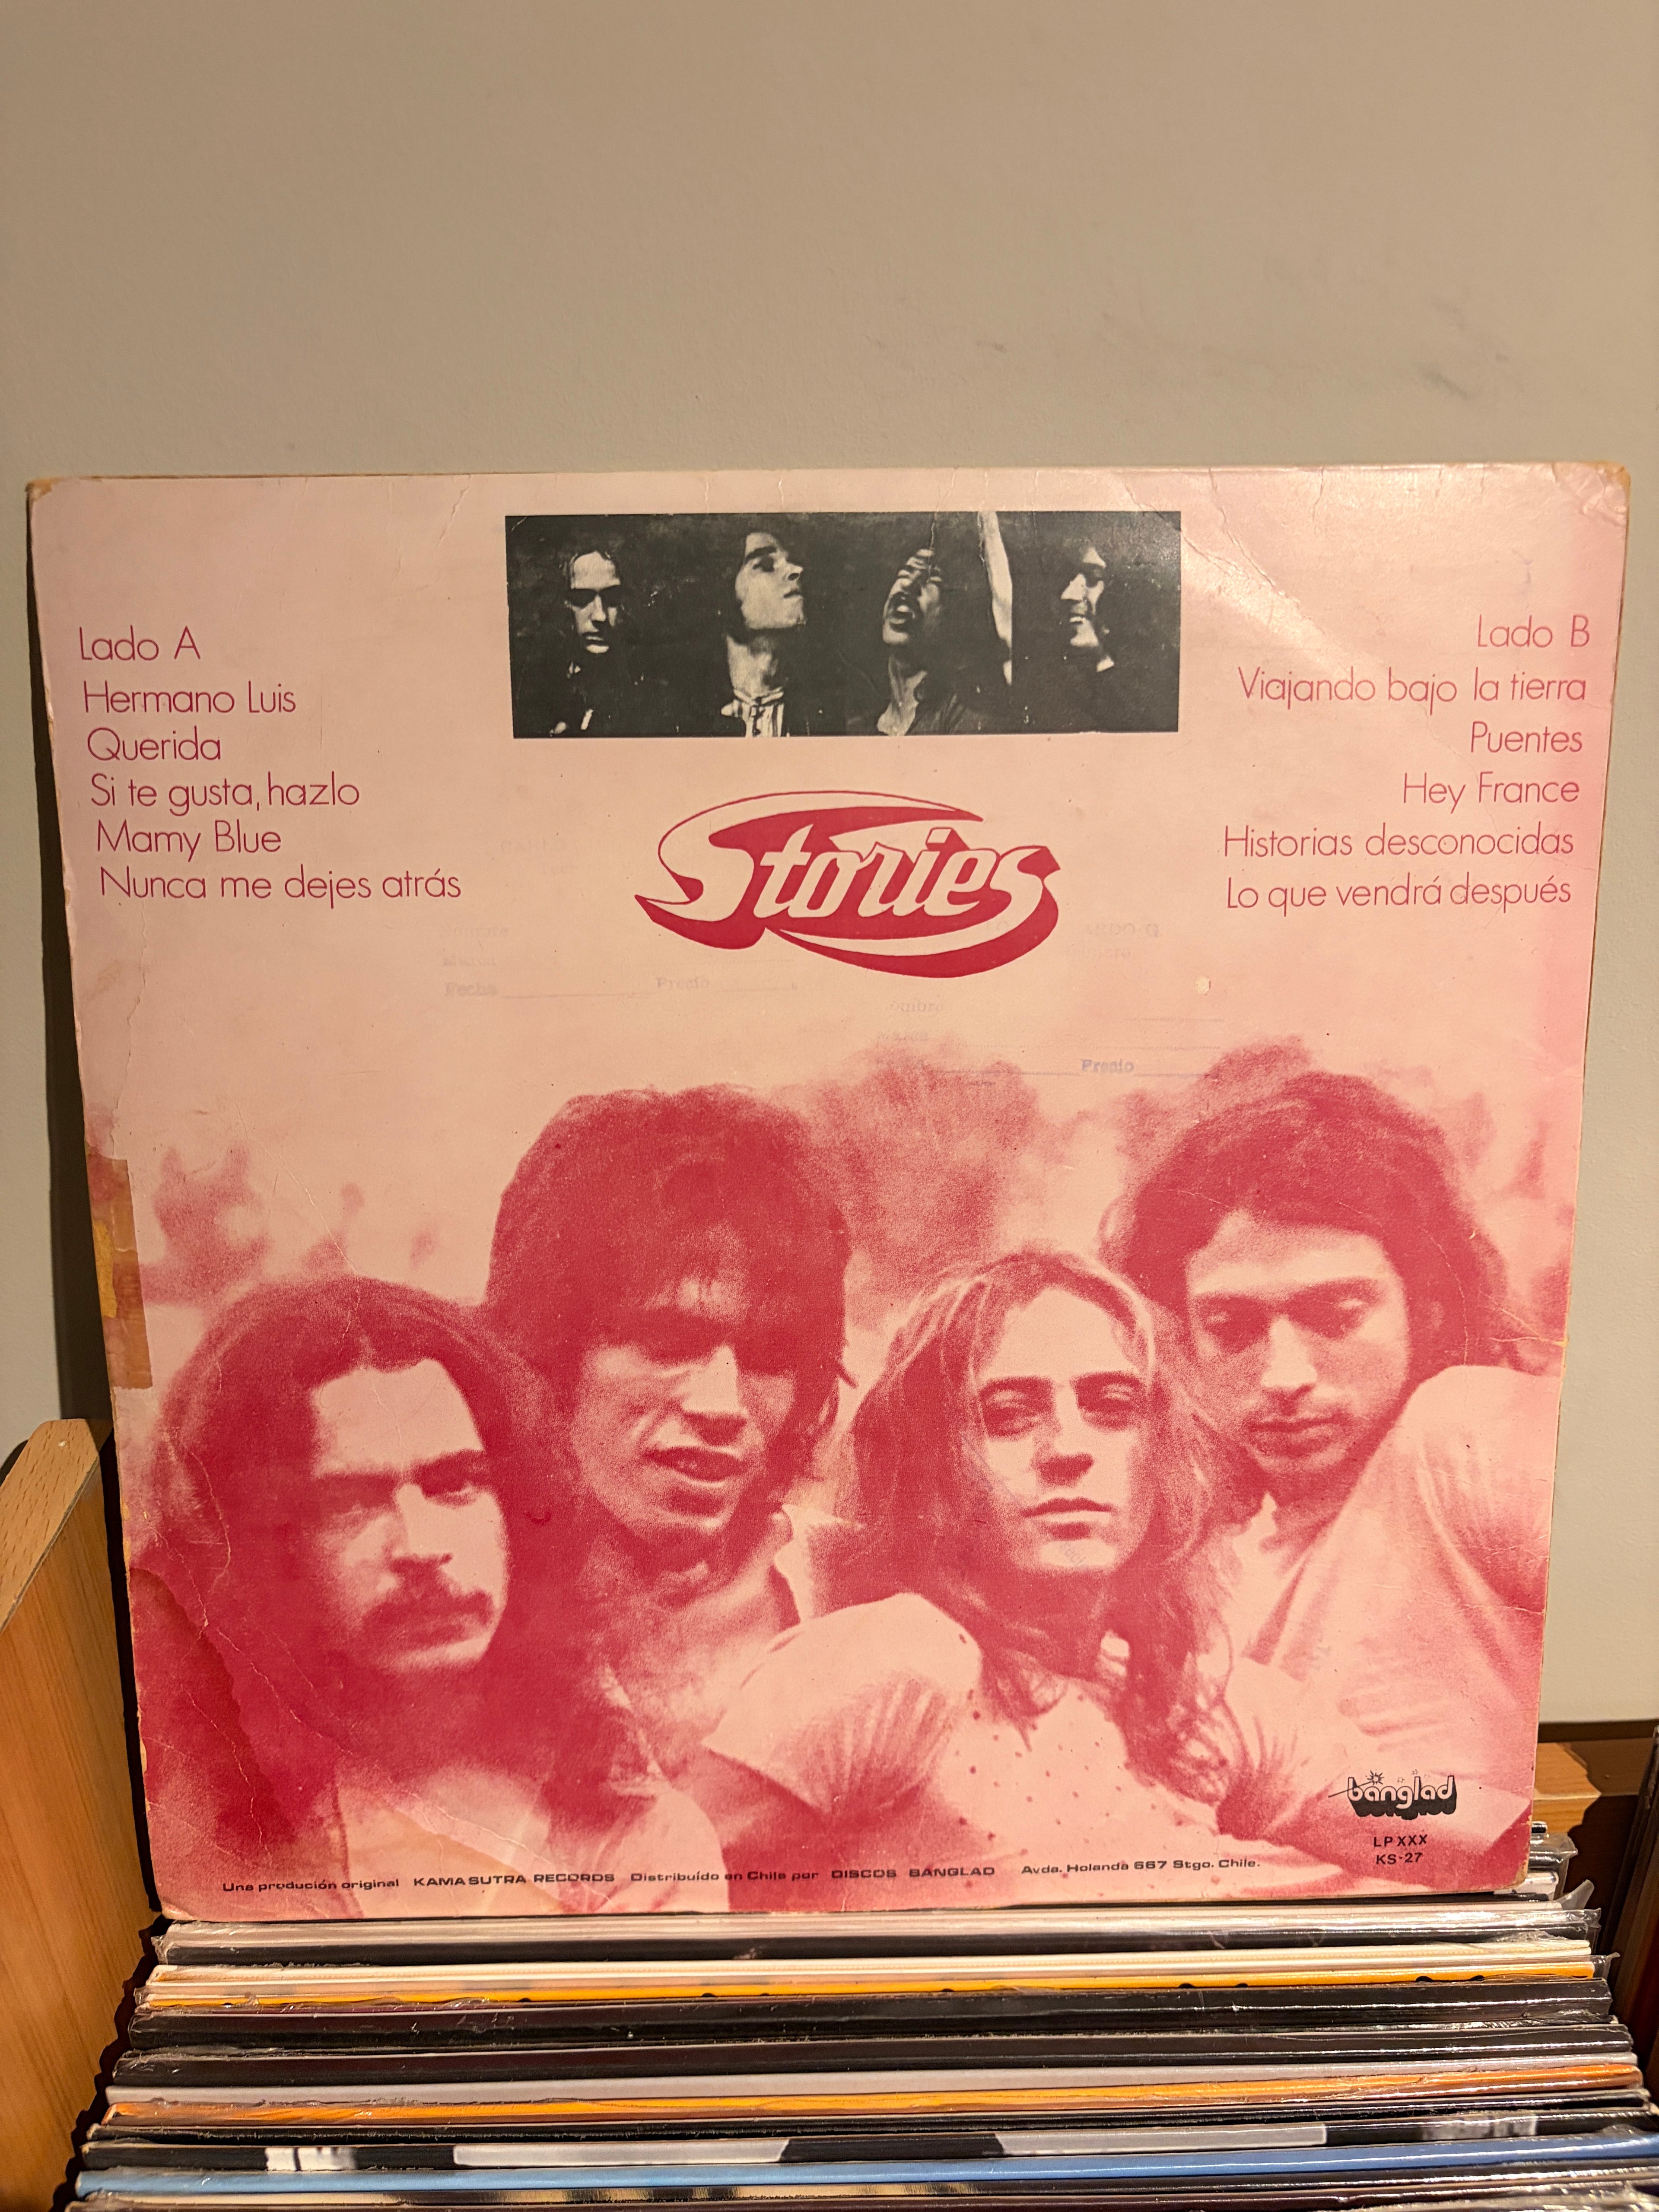 Lado A
Hermano Luis
Querida
Si te gusta, hazlo
Mamy Blue
Nunca me dejes atrás
Stories
Lado B
Viajando bajo la tierra
Puentes
Hey France
Historias desconocidas
Lo que vendrá después
Fecha Precio
Precio
banglad
LP XXX
KS-27
Una produción original KAMA SUTRA RECORDS Distribuído en Chile por DISCOS BANGLAD Avda. Holanda 667 Stgo. Chile.